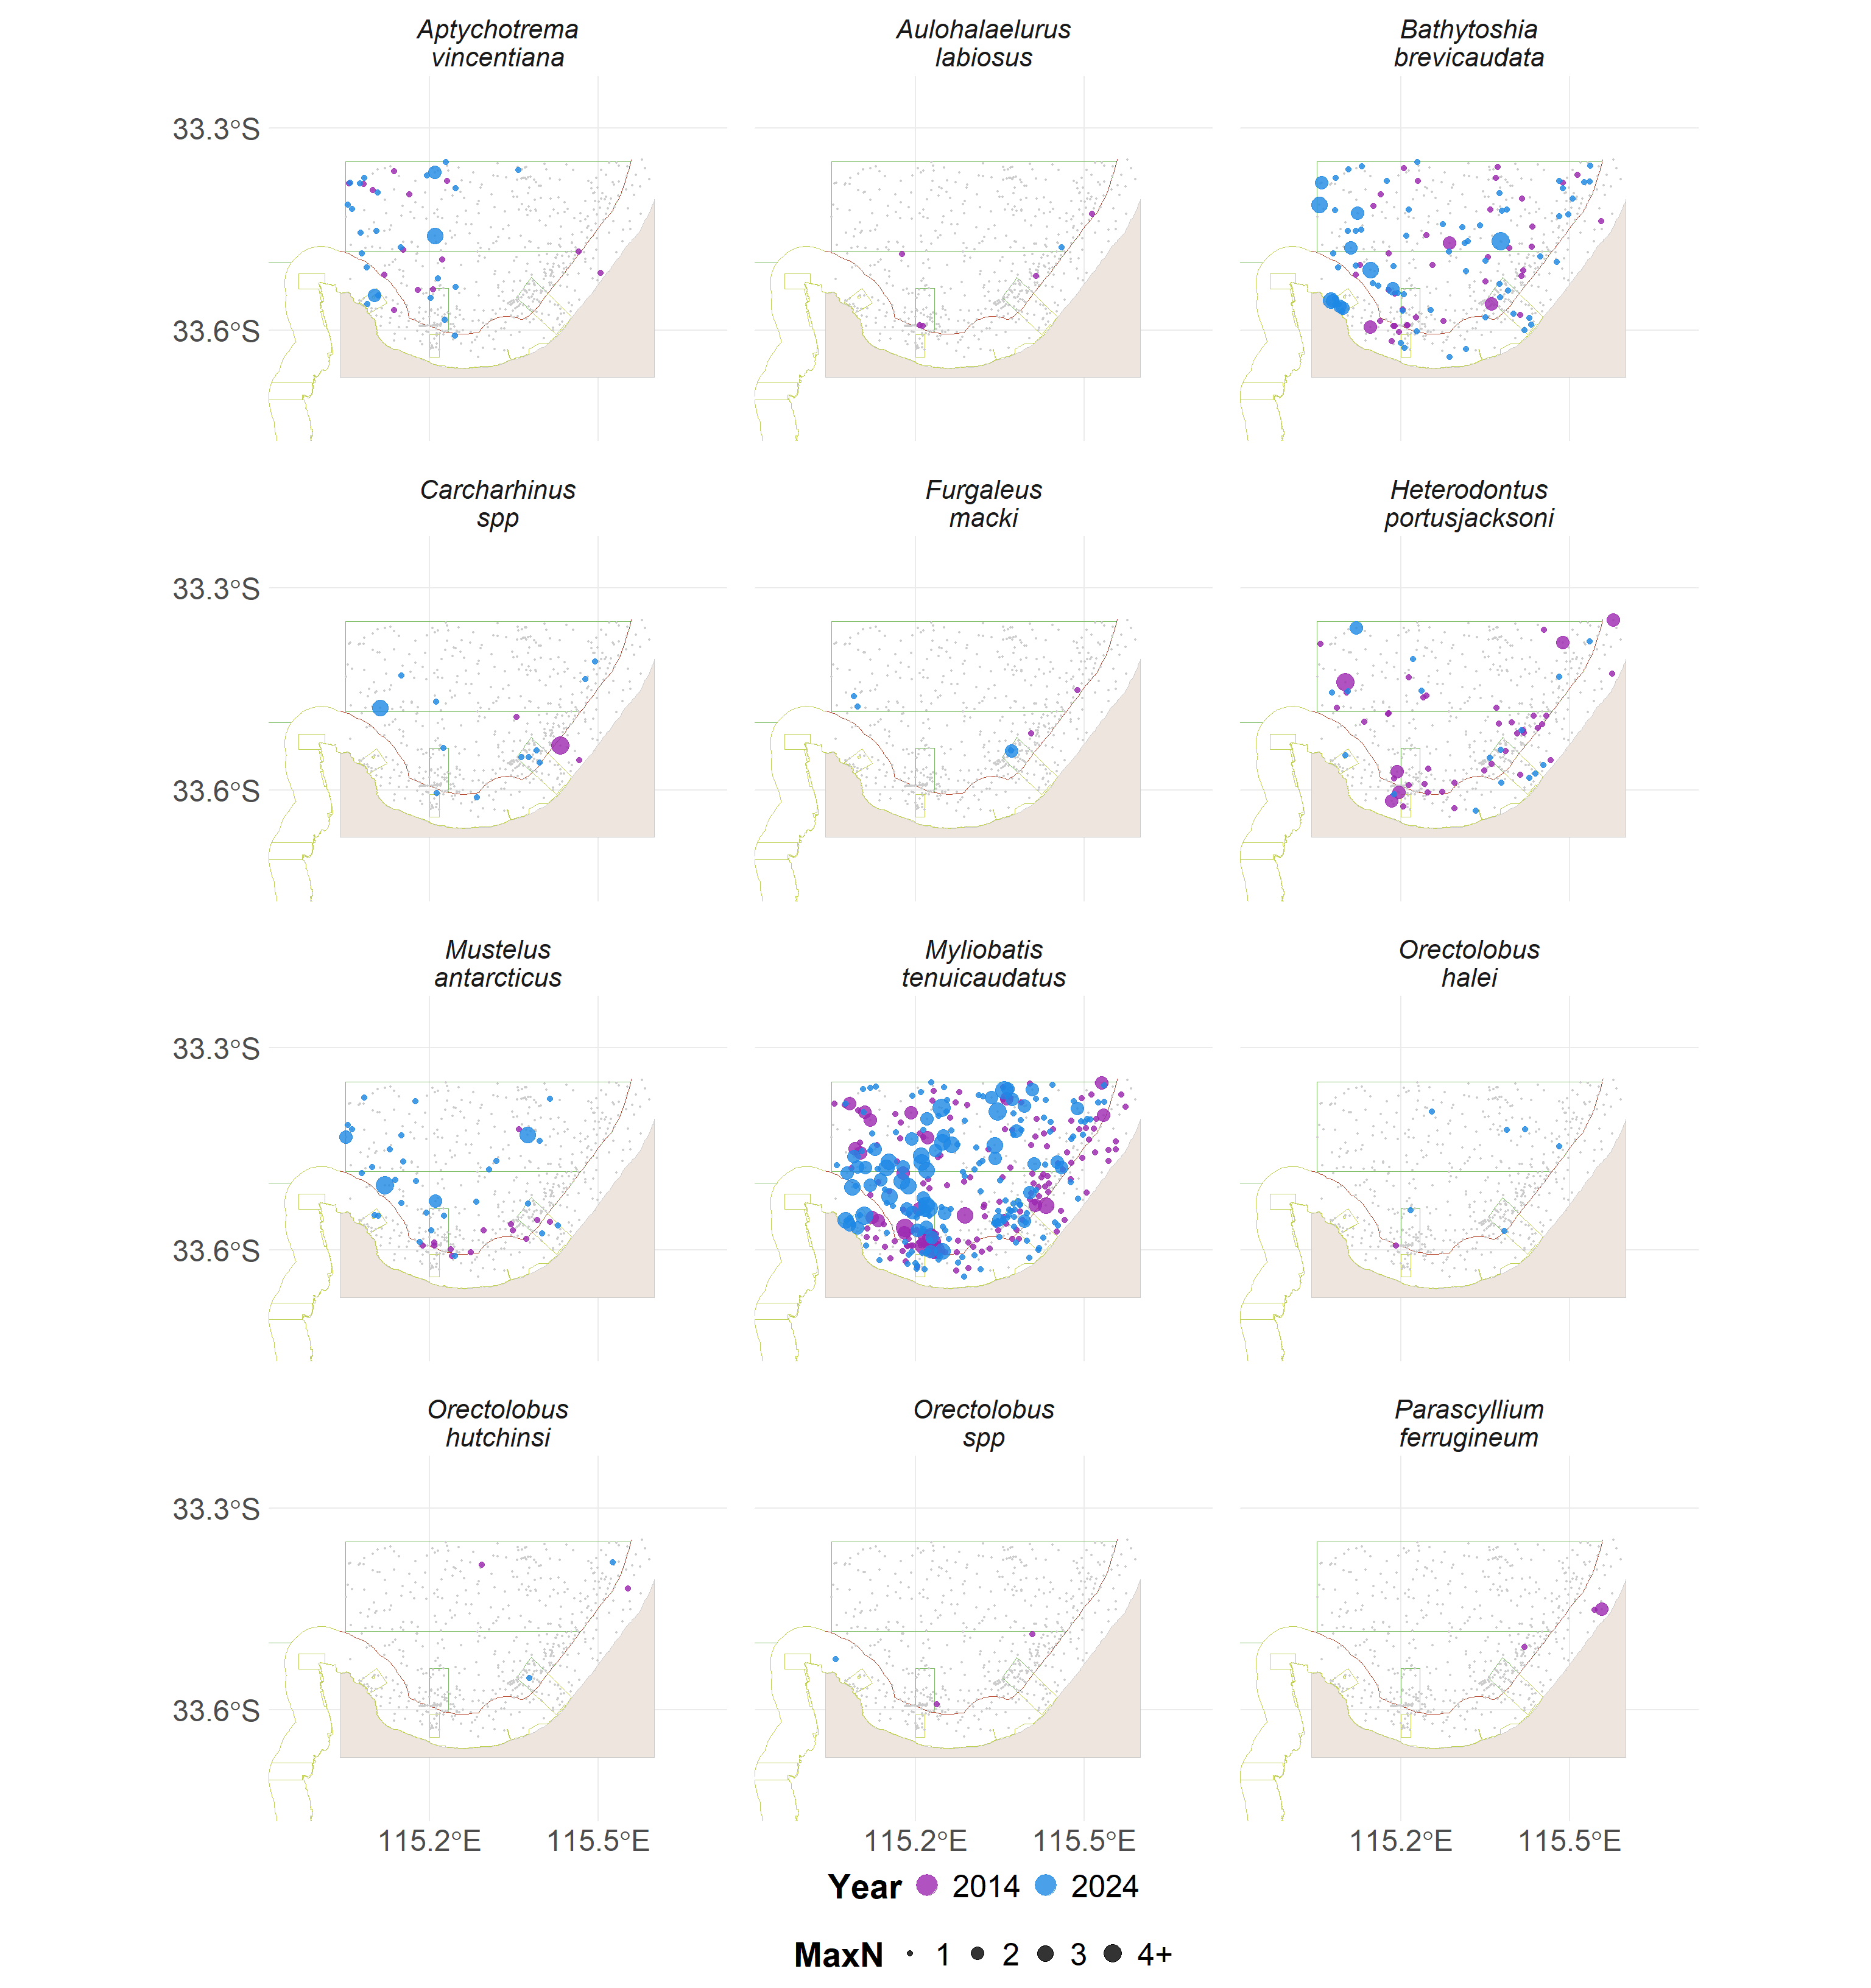 Aptychotrema
vincentiana
Aulohalaelurus
labiosus
Bathytoshia
brevicaudata
33.3°S
33.6°S
Carcharhinus
spp
Furgaleus
macki
Heterodontus
portusjacksoni
33.3°S
33.6°S
Mustelus
antarcticus
Myliobatis
tenuicaudatus
Orectolobus
halei
33.3°S
33.6°S
Orectolobus
hutchinsi
Orectolobus
spp
Parascyllium
ferrugineum
33.3°S
33.6°S
115.2°E 115.5°E 115.2°E 115.5°E 115.2°E 115.5°E
Year 2014 2024
MaxN 1 2 3 4+